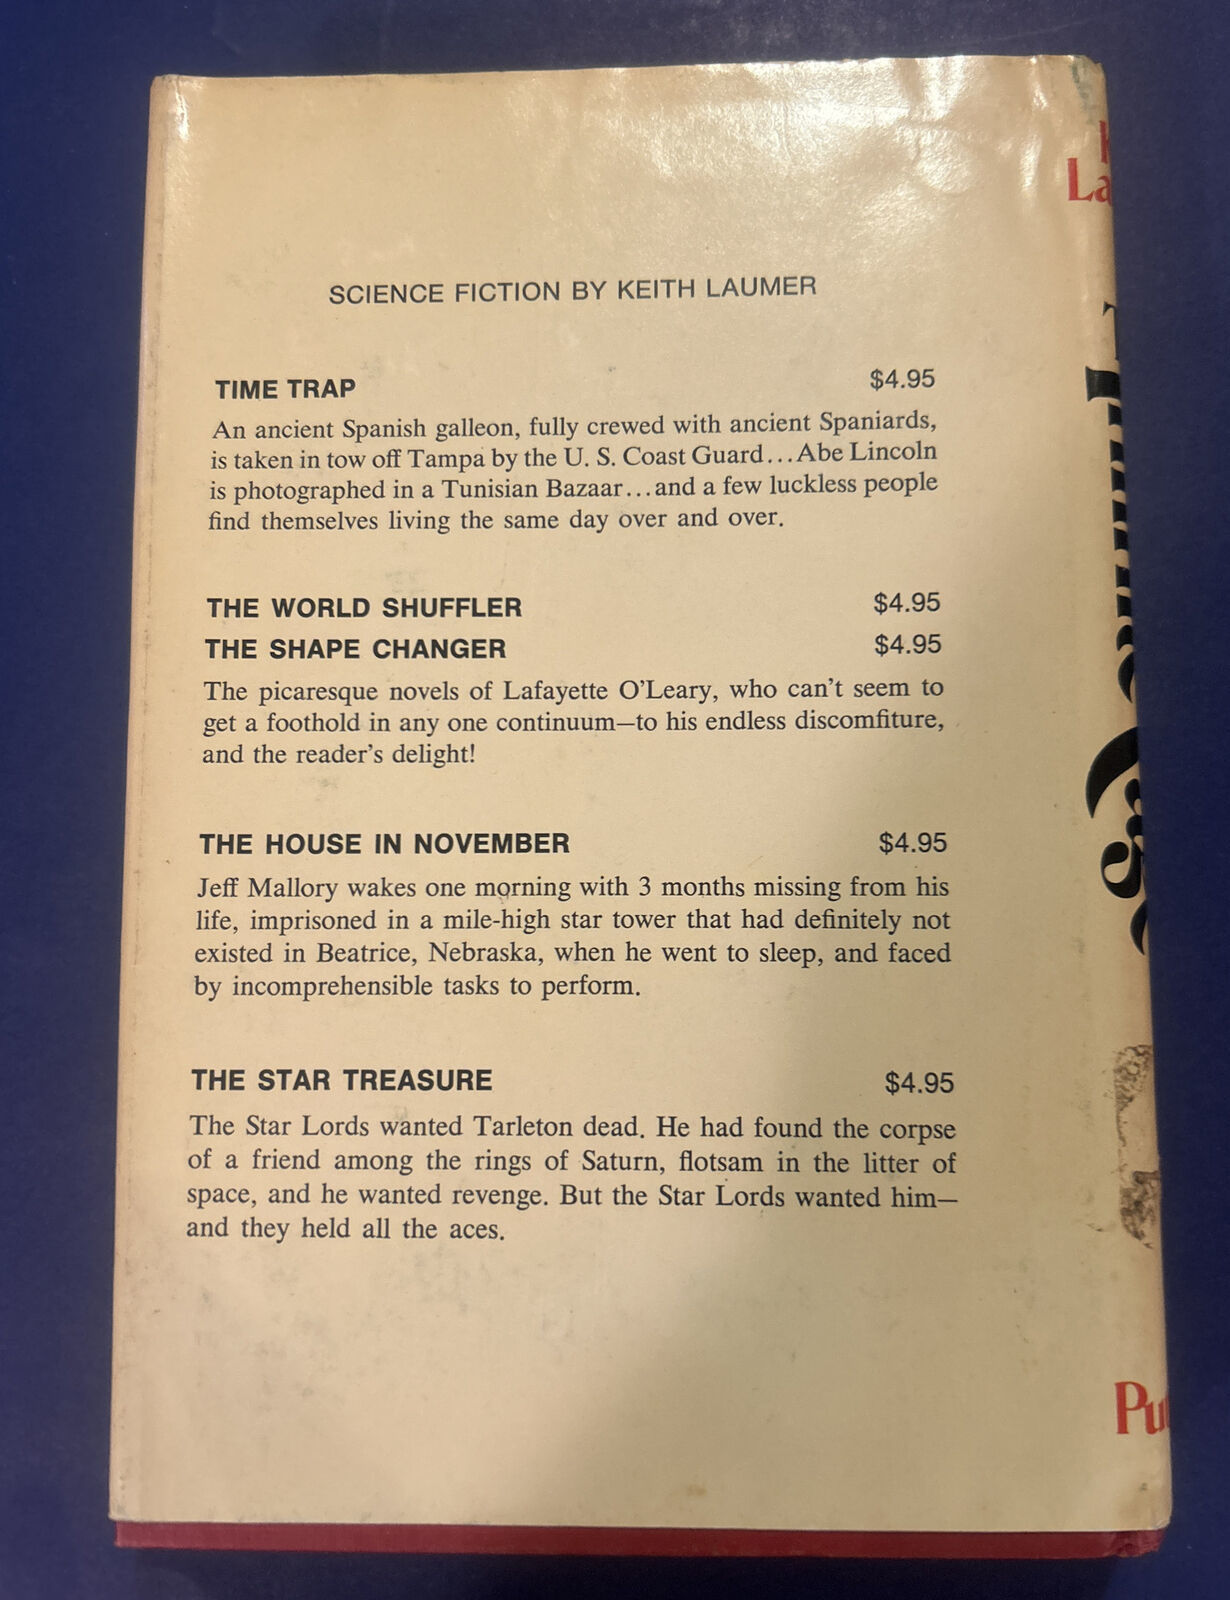 SCIENCE FICTION BY KEITH LAUMER
TIME TRAP $4.95
An ancient Spanish galleon, fully crewed with ancient Spaniards,
is taken in tow off Tampa by the U. S. Coast Guard...Abe Lincoln
is photographed in a Tunisian Bazaar...and a few luckless people
find themselves living the same day over and over.
THE WORLD SHUFFLER $4.95
THE SHAPE CHANGER $4.95
The picaresque novels of Lafayette O'Leary, who can't seem to
get a foothold in any one continuum—to his endless discomfiture,
and the reader's delight!
THE HOUSE IN NOVEMBER $4.95
Jeff Mallory wakes one morning with 3 months missing from his
life, imprisoned in a mile-high star tower that had definitely not
existed in Beatrice, Nebraska, when he went to sleep, and faced
by incomprehensible tasks to perform.
THE STAR TREASURE $4.95
The Star Lords wanted Tarleton dead. He had found the corpse
of a friend among the rings of Saturn, flotsam in the litter of
space, and he wanted revenge. But the Star Lords wanted him—
and they held all the aces.
La
Pu